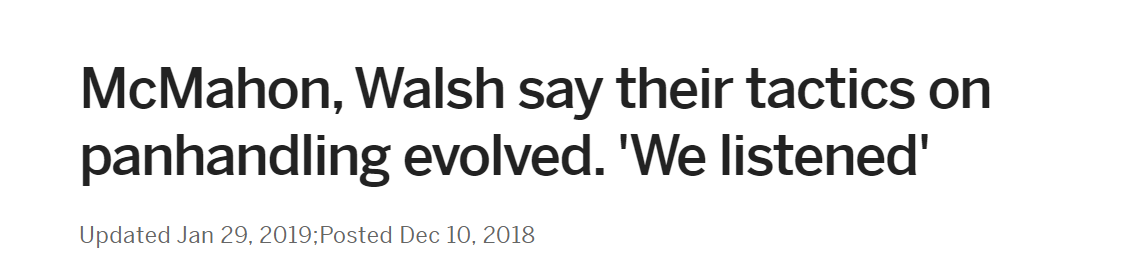 McMahon, Walsh say their tactics on
panhandling evolved. 'We listened'
Updated Jan 29, 2019;Posted Dec 10, 2018